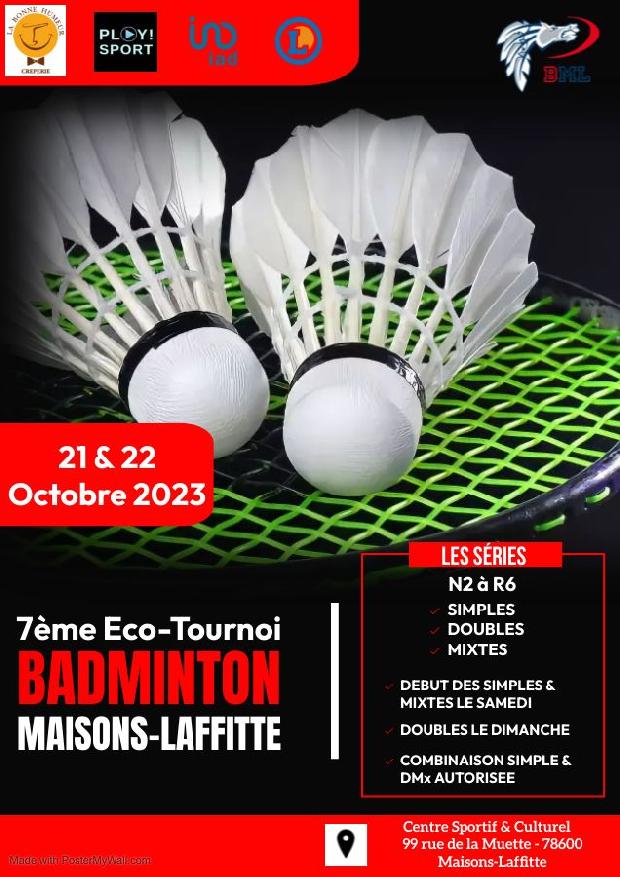 LA BONNE HUMEUR
CREPERIE
PLAY!
SPORT
iad
L
BML
21 & 22
Octobre 2023
7ème Eco-Tournoi
BADMINTON
MAISONS-LAFFITTE
LES SÉRIES
N2 à R6
SIMPLES
DOUBLES
MIXTES
DEBUT DES SIMPLES &
MIXTES LE SAMEDI
DOUBLES LE DIMANCHE
COMBINAISON SIMPLE &
DMx AUTORISEE
Centre Sportif & Culturel
99 rue de la Muette - 78600
Maisons-Laffitte
Made with PosterMyWall.com